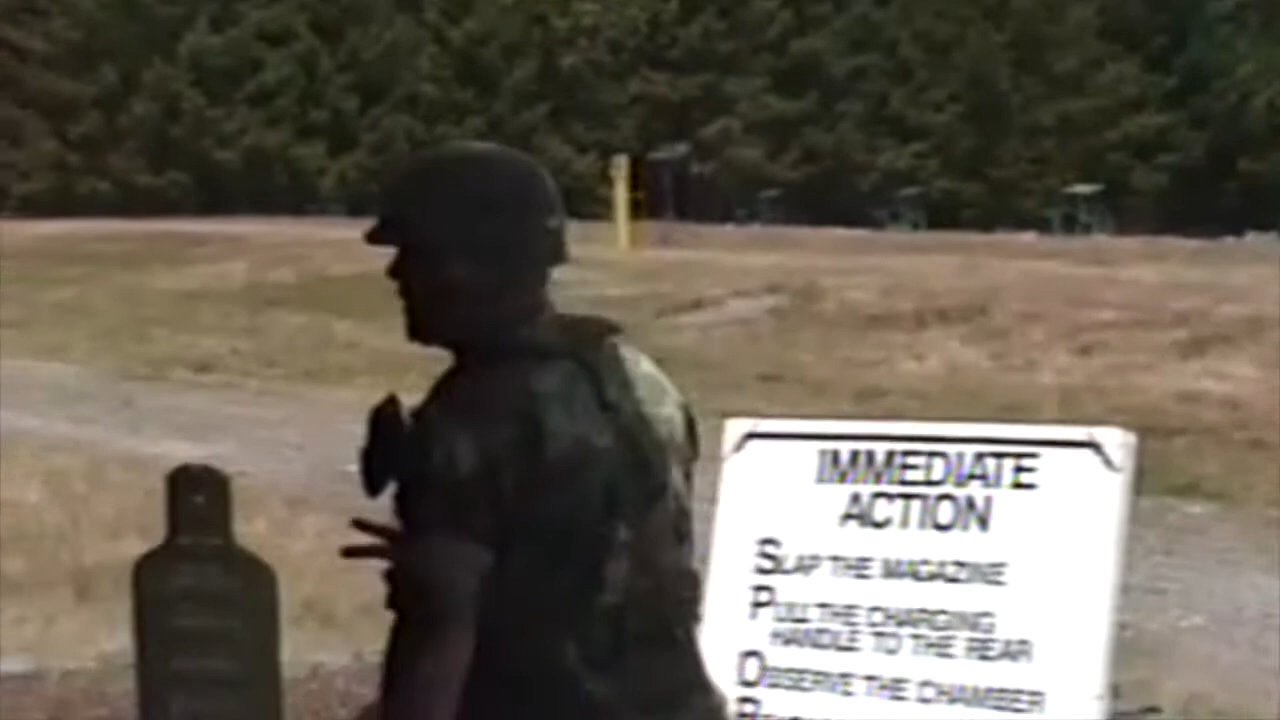 IMMEDIATE
ACTION
SLAP THE MAGAZINE
PULL THE CHARGING
HANDLE TO THE REAR
OBSERVE THE CHAMBER